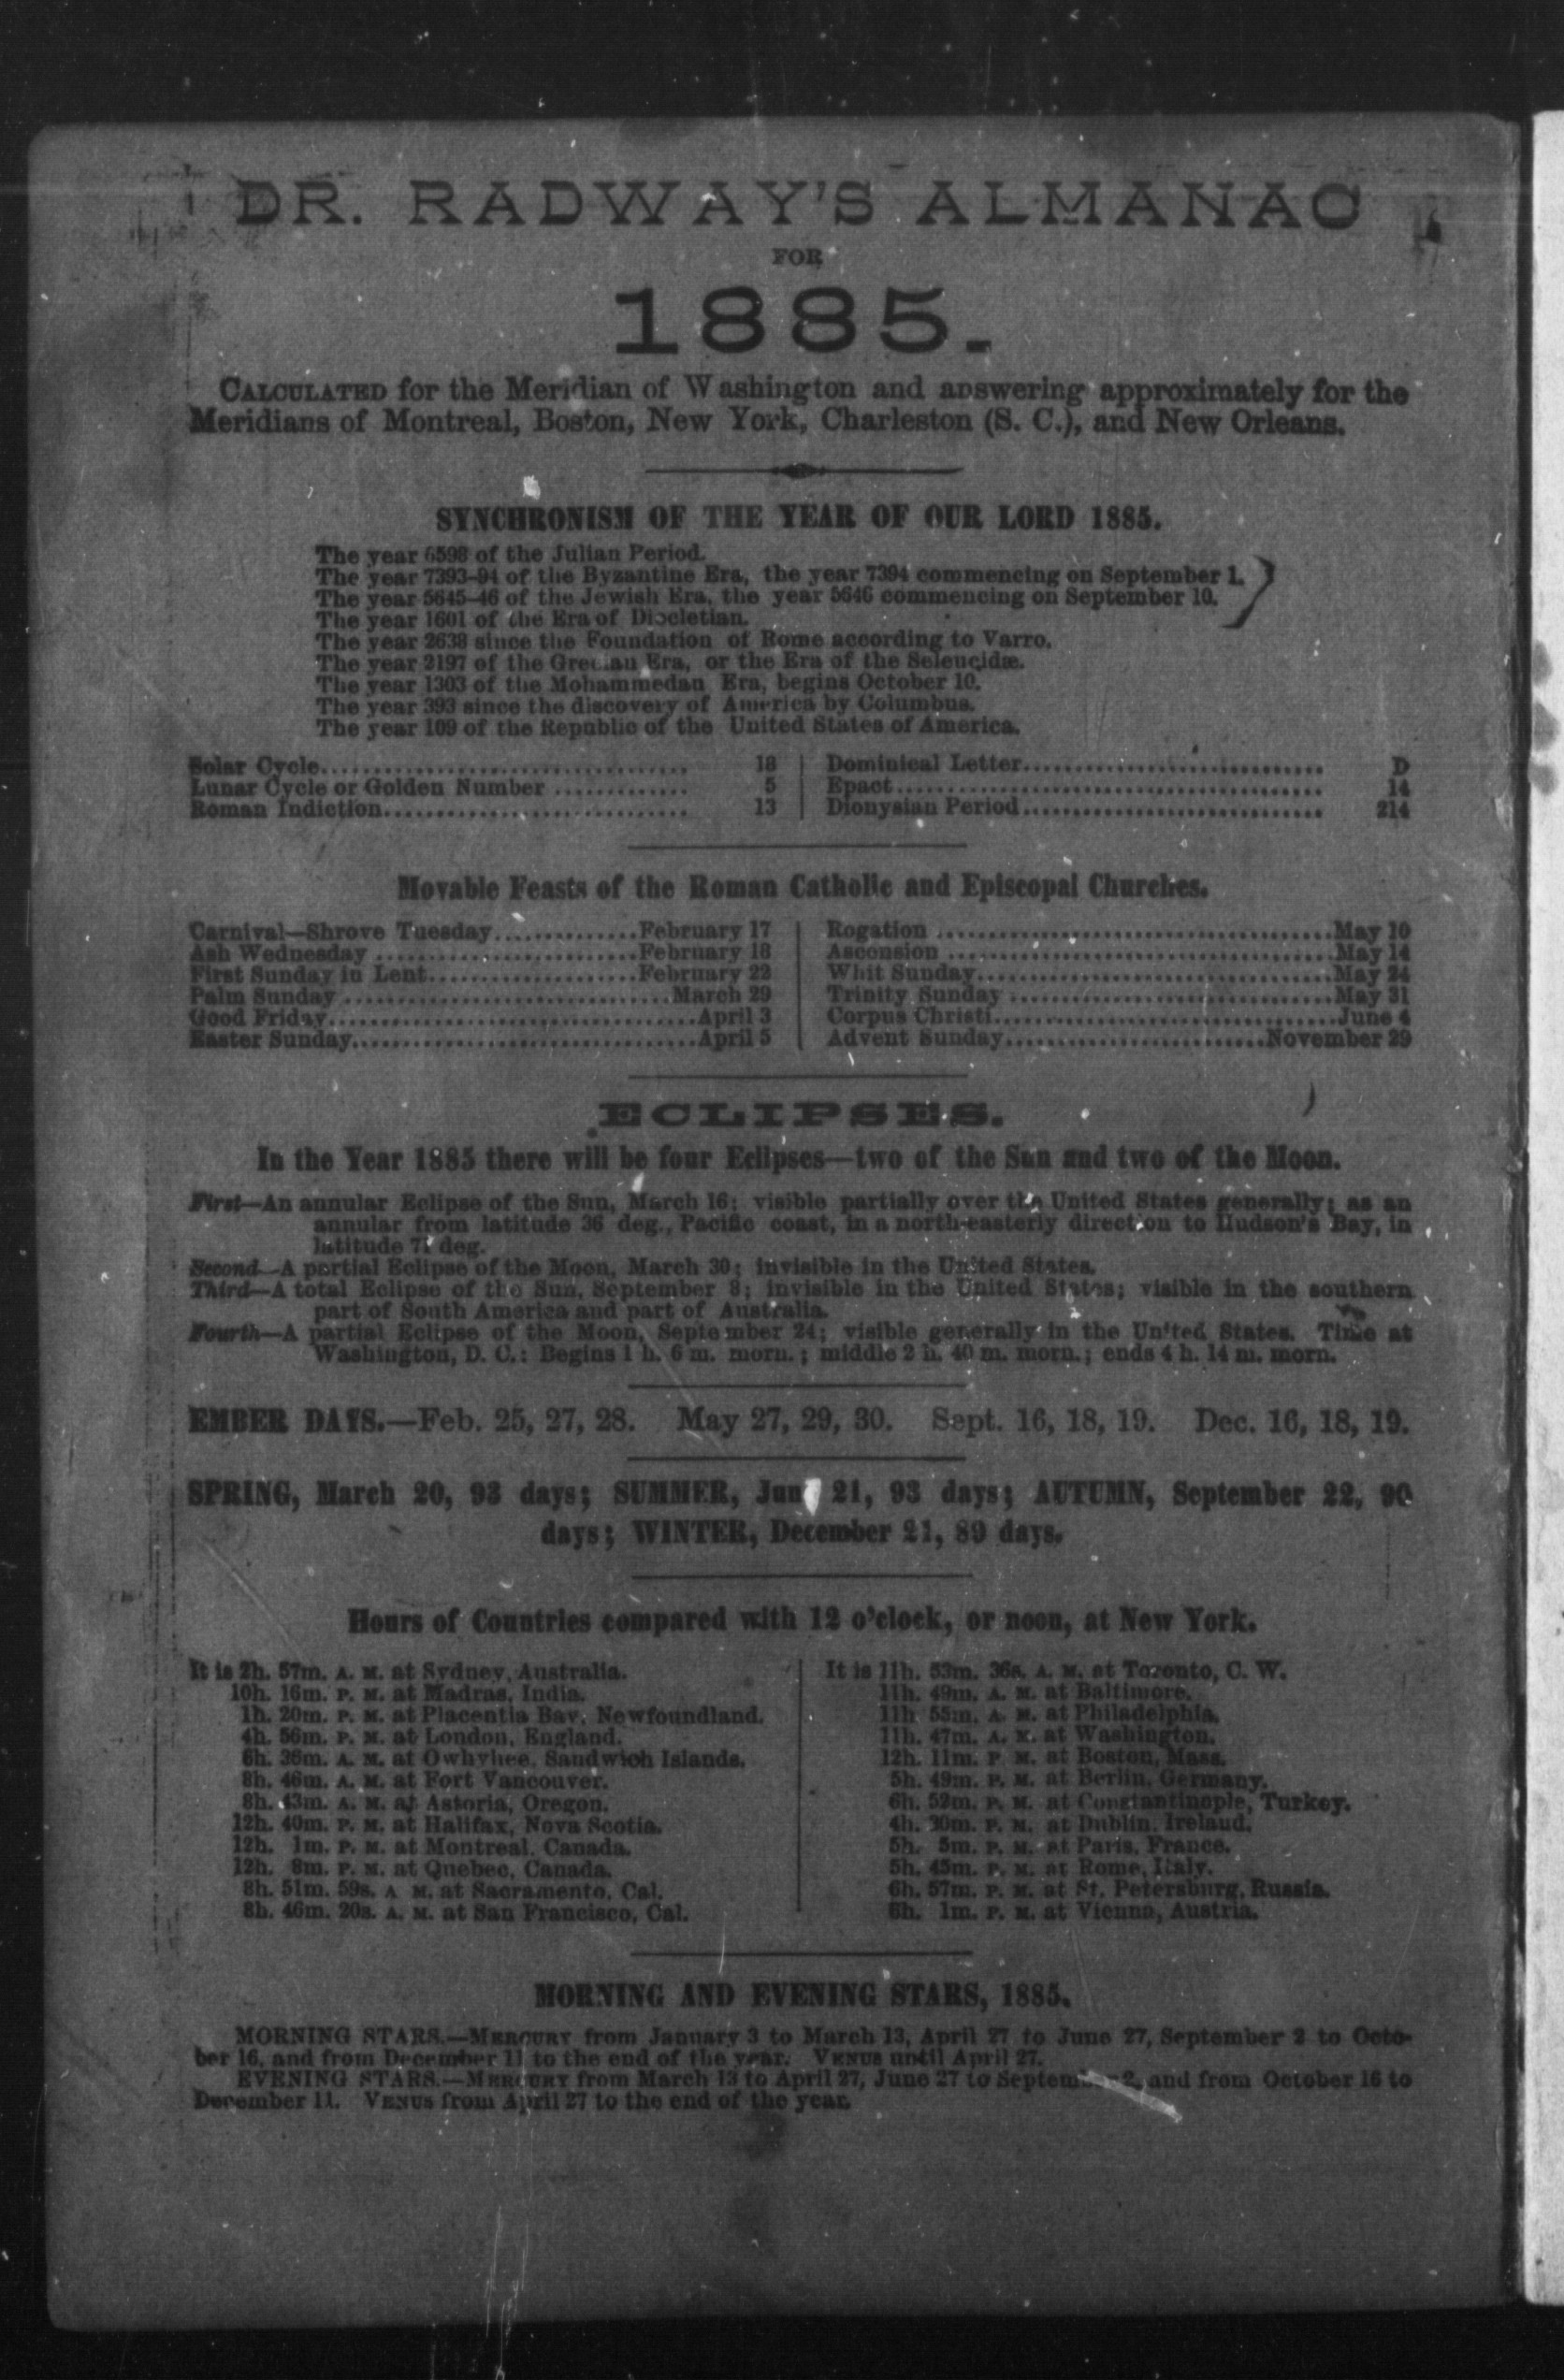 DR. RADWAY'S ALMANAC
FOR
1885.
CALCULATED for the Meridian of Washington and answering approximately for the
Meridians of Montreal, Boston, New York, Charleston (S. C.), and New Orleans.
SYNCHRONISM OF THE YEAR OF OUR LORD 1885.
The year 6598 of the Julian Period.
The year 7393-94 of the Byzantine Era, the year 7394 commencing on September 1.
The year 5645-46 of the Jewish Era, the year 5646 commencing on September 10.
The year 1601 of the Era of Diocletian.
The year 2638 since the Foundation of Rome according to Varro.
The year 2197 of the Grecian Era, or the Era of the Seleucidæ.
The year 1303 of the Mohammedan Era, begins October 10.
The year 393 since the discovery of America by Columbus.
The year 109 of the Republic of the United States of America.
Solar Cycle.................................... 18
Lunar Cycle or Golden Number ............. 5
Roman Indiction............................. 13
Dominical Letter............................. D
Epact......................................... 14
Dionysian Period............................. 214
Movable Feasts of the Roman Catholic and Episcopal Churches.
Carnival—Shrove Tuesday..............February 17
Ash Wednesday .........................February 18
First Sunday in Lent....................February 22
Palm Sunday ................................March 29
Good Friday....................................April 3
Easter Sunday.................................April 5
Rogation ......................................May 10
Ascension .....................................May 14
Whit Sunday..................................May 24
Trinity Sunday ...............................May 31
Corpus Christi.................................June 4
Advent Sunday.........................November 29
ECLIPSES.
In the Year 1885 there will be four Eclipses—two of the Sun and two of the Moon.
First—An annular Eclipse of the Sun, March 16; visible partially over the United States generally; as an
annular from latitude 36 deg., Pacific coast, in a north-easterly direction to Hudson's Bay, in
latitude 71 deg.
Second—A partial Eclipse of the Moon, March 30; invisible in the United States.
Third—A total Eclipse of the Sun, September 8; invisible in the United States; visible in the southern
part of South America and part of Australia.
Fourth—A partial Eclipse of the Moon, September 24; visible generally in the United States. Time at
Washington, D. C.: Begins 1 h. 6 m. morn.; middle 2 h. 40 m. morn.; ends 4 h. 14 m. morn.
EMBER DAYS.—Feb. 25, 27, 28. May 27, 29, 30. Sept. 16, 18, 19. Dec. 16, 18, 19.
SPRING, March 20, 93 days; SUMMER, June 21, 93 days; AUTUMN, September 22, 90
days; WINTER, December 21, 89 days.
Hours of Countries compared with 12 o'clock, or noon, at New York.
It is 2h. 57m. A. M. at Sydney, Australia.
10h. 16m. P. M. at Madras, India.
1h. 20m. P. M. at Placentia Bay, Newfoundland.
4h. 56m. P. M. at London, England.
6h. 36m. A. M. at Owhyhee, Sandwich Islands.
8h. 46m. A. M. at Fort Vancouver.
8h. 43m. A. M. at Astoria, Oregon.
12h. 40m. P. M. at Halifax, Nova Scotia.
12h. 1m. P. M. at Montreal, Canada.
12h. 8m. P. M. at Quebec, Canada.
8h. 51m. 59s. A M. at Sacramento, Cal.
8h. 46m. 20s. A. M. at San Francisco, Cal.
It is 11h. 53m. 36s. A. M. at Toronto, C. W.
11h. 49m. A. M. at Baltimore.
11h 55m. A. M. at Philadelphia.
11h. 47m. A. M. at Washington.
12h. 11m. P M. at Boston, Mass.
5h. 49m. P. M. at Berlin, Germany.
6h. 52m. P. M. at Constantinople, Turkey.
4h. 30m. P. M. at Dublin, Ireland.
5h. 5m. P. M. at Paris, France.
5h. 45m. P. M. at Rome, Italy.
6h. 57m. P. M. at St. Petersburg, Russia.
6h. 1m. P. M. at Vienna, Austria.
MORNING AND EVENING STARS, 1885.
MORNING STARS.—MERCURY from January 3 to March 13, April 27 to June 27, September 2 to Octo-
ber 16, and from December 11 to the end of the year. VENUS until April 27.
EVENING STARS.—MERCURY from March 13 to April 27, June 27 to September 2, and from October 16 to
December 11. VENUS from April 27 to the end of the year.